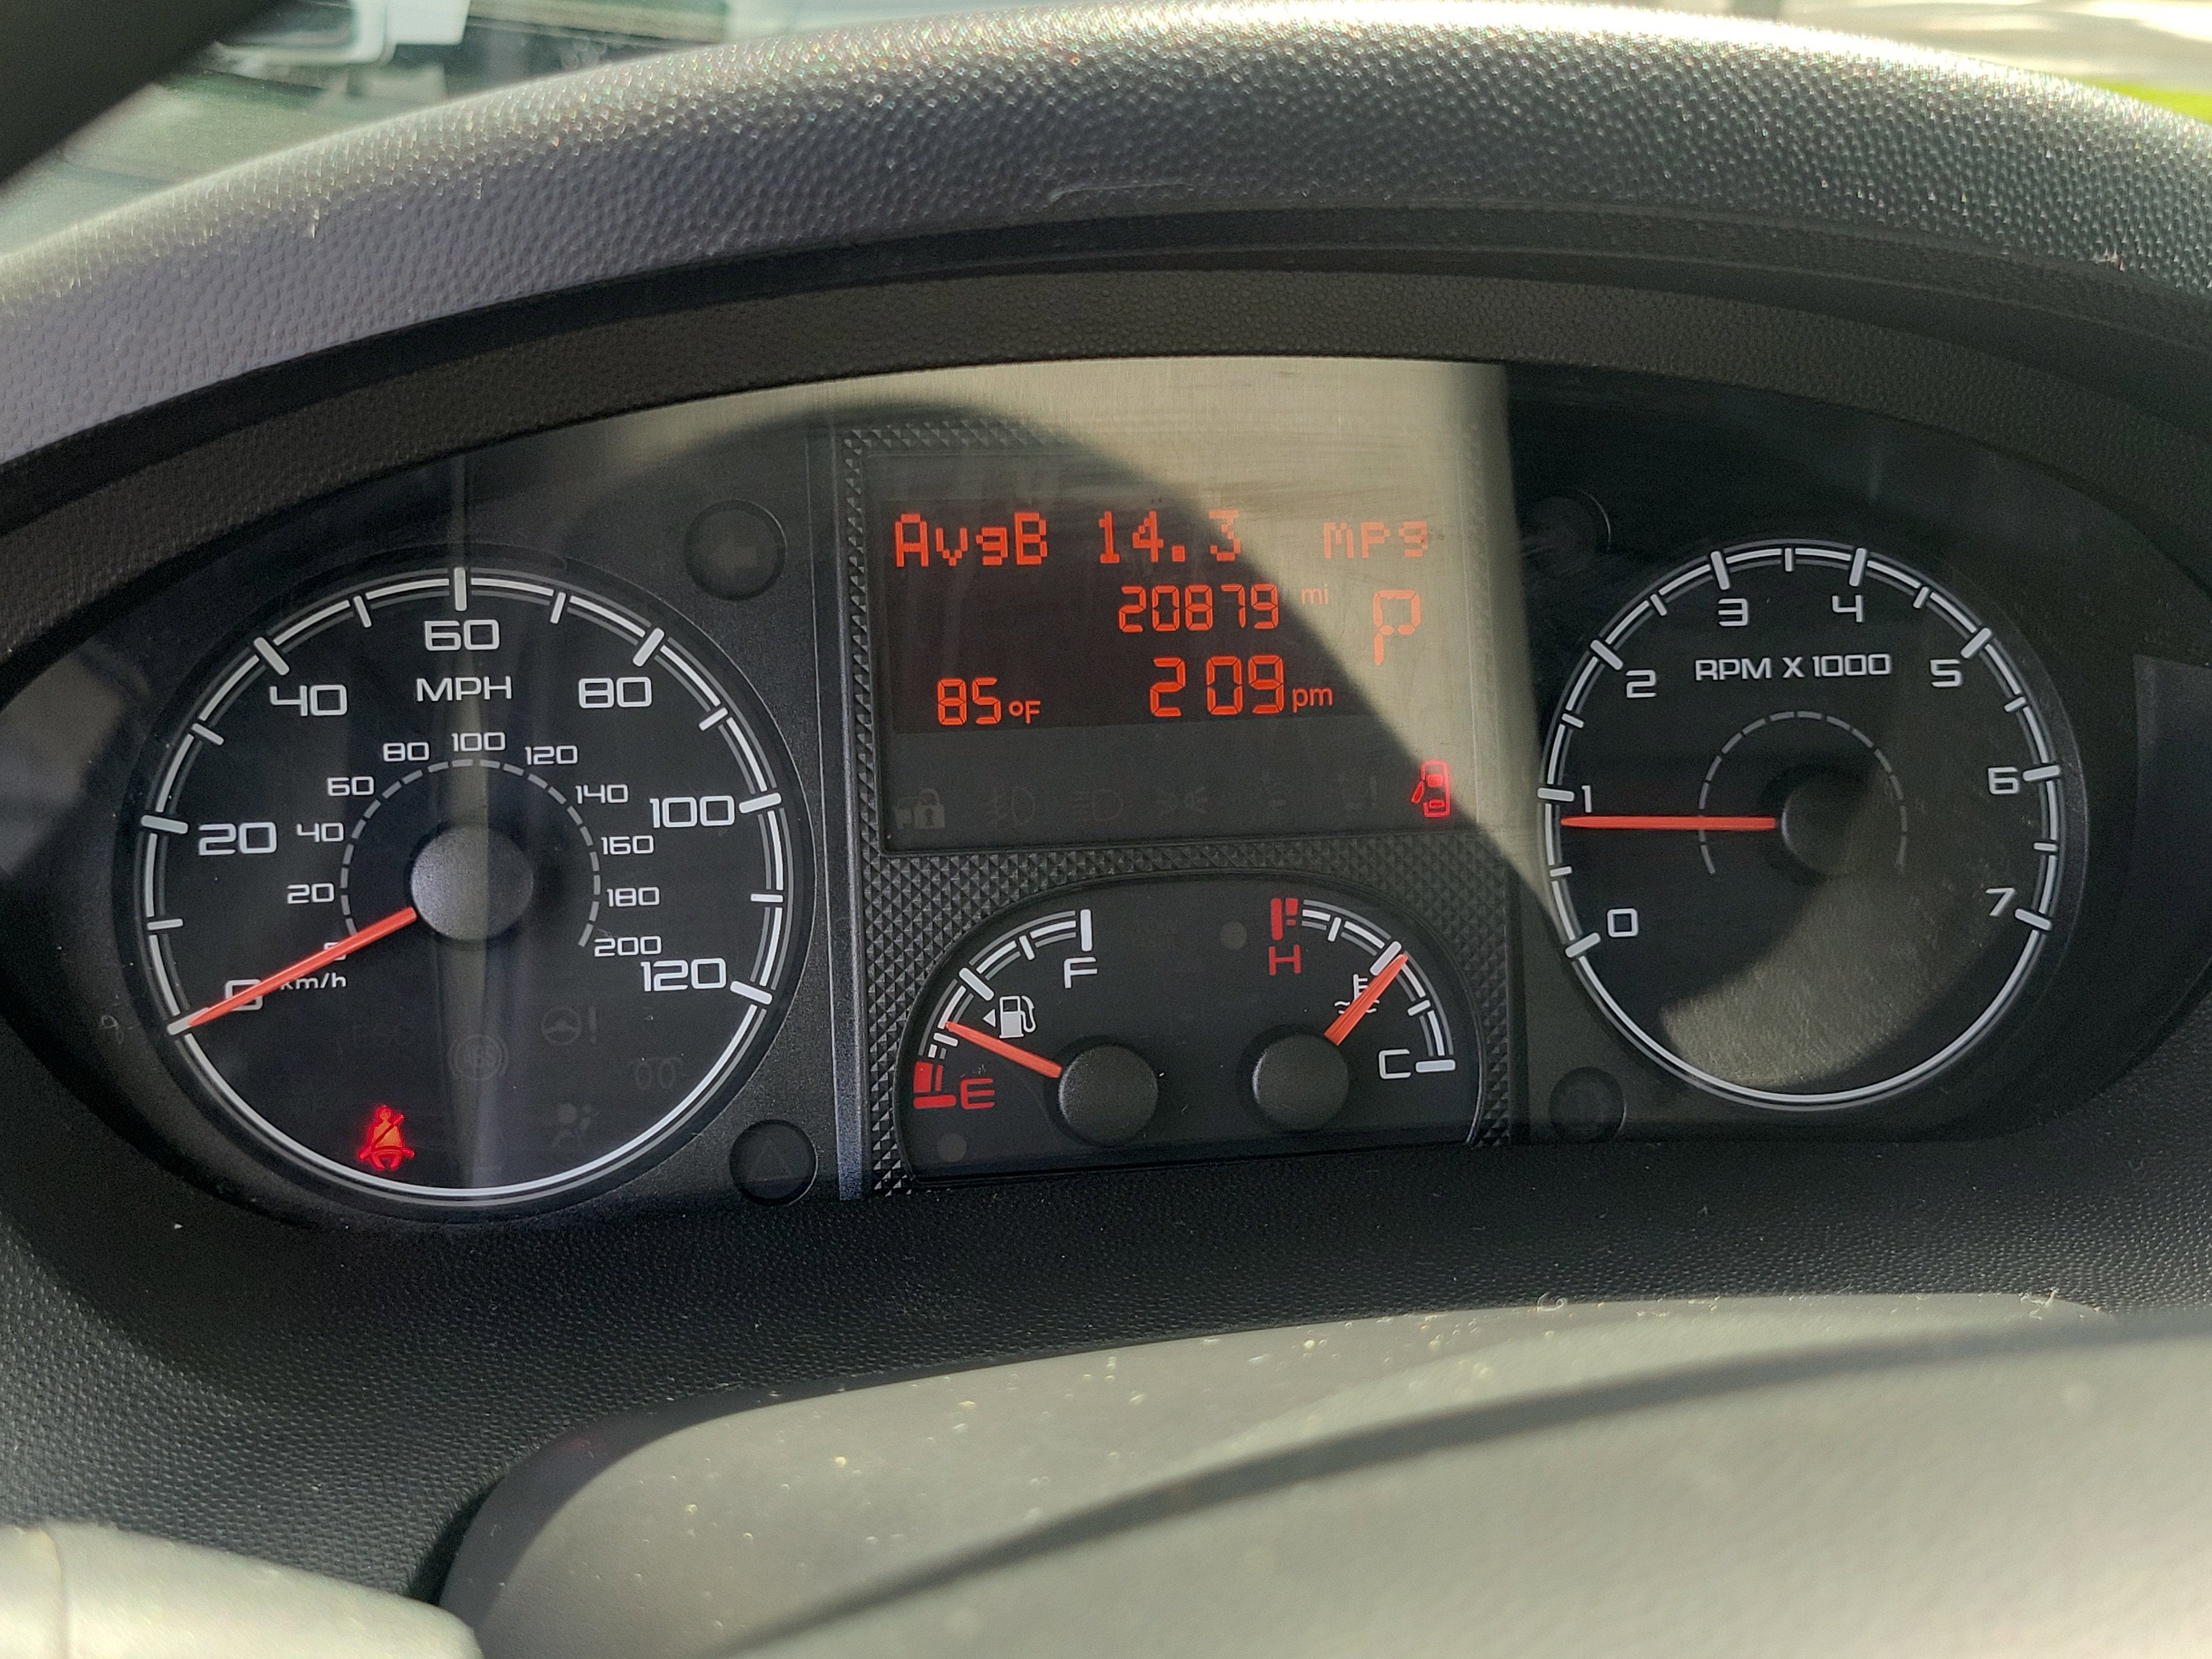 AvgB 14.3 mpg
20879 mi P
85°F 2 09 pm
60
MPH
40 80
20 100
0 120
80 100 120
60 140
40 160
20 180
200
km/h
F H
E C
3 4
RPM X 1000
2 5
1 6
0 7